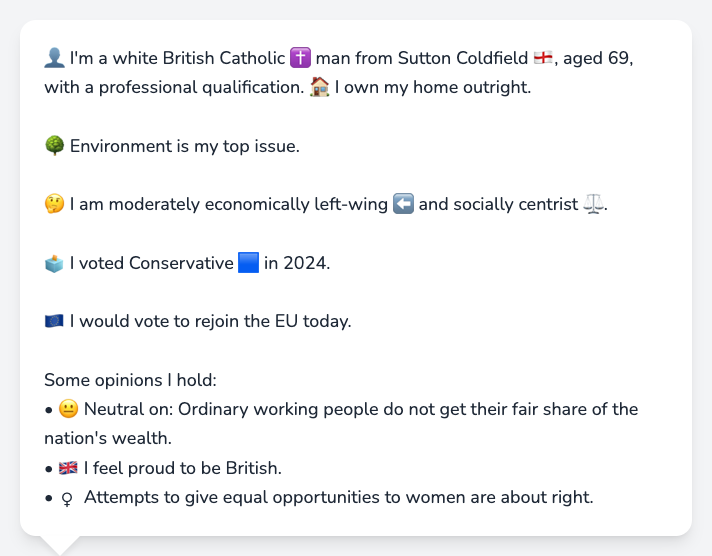 👤 I'm a white British Catholic ✝️ man from Sutton Coldfield 🏴󠁧󠁢󠁥󠁮󠁧󠁿, aged 69,
with a professional qualification. 🏠 I own my home outright.
🌳 Environment is my top issue.
🤔 I am moderately economically left-wing ⬅️ and socially centrist ⚖️.
🗳️ I voted Conservative 🟦 in 2024.
🇪🇺 I would vote to rejoin the EU today.
Some opinions I hold:
• 😐 Neutral on: Ordinary working people do not get their fair share of the
nation's wealth.
• 🇬🇧 I feel proud to be British.
• ♀ Attempts to give equal opportunities to women are about right.